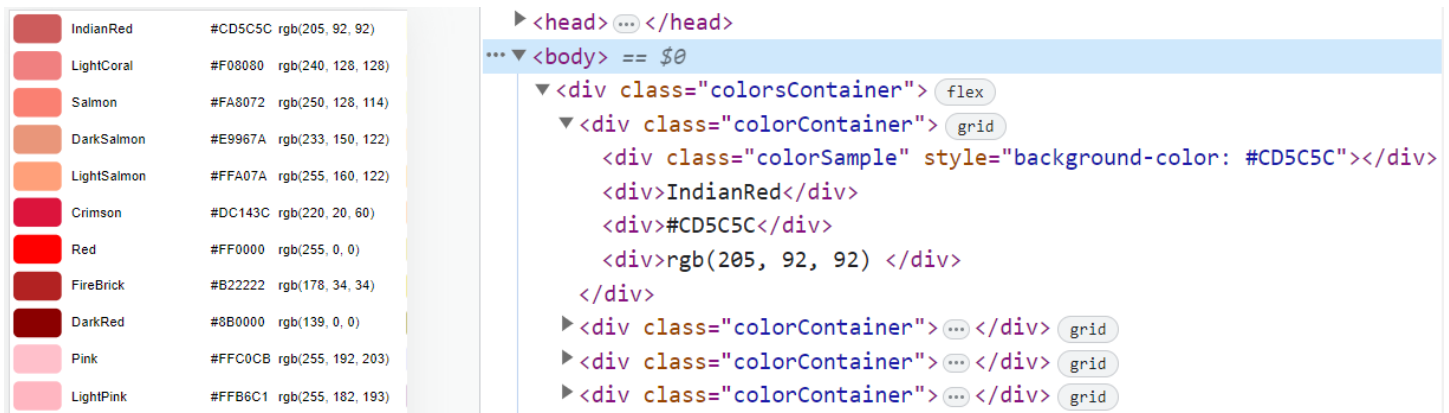 IndianRed #CD5C5C rgb(205, 92, 92)
LightCoral #F08080 rgb(240, 128, 128)
Salmon #FA8072 rgb(250, 128, 114)
DarkSalmon #E9967A rgb(233, 150, 122)
LightSalmon #FFA07A rgb(255, 160, 122)
Crimson #DC143C rgb(220, 20, 60)
Red #FF0000 rgb(255, 0, 0)
FireBrick #B22222 rgb(178, 34, 34)
DarkRed #8B0000 rgb(139, 0, 0)
Pink #FFC0CB rgb(255, 192, 203)
LightPink #FFB6C1 rgb(255, 182, 193)
<head> … </head>
… <body> == $0
<div class="colorsContainer"> flex
<div class="colorContainer"> grid
<div class="colorSample" style="background-color: #CD5C5C"></div>
<div>IndianRed</div>
<div>#CD5C5C</div>
<div>rgb(205, 92, 92) </div>
</div>
<div class="colorContainer"> … </div> grid
<div class="colorContainer"> … </div> grid
<div class="colorContainer"> … </div> grid